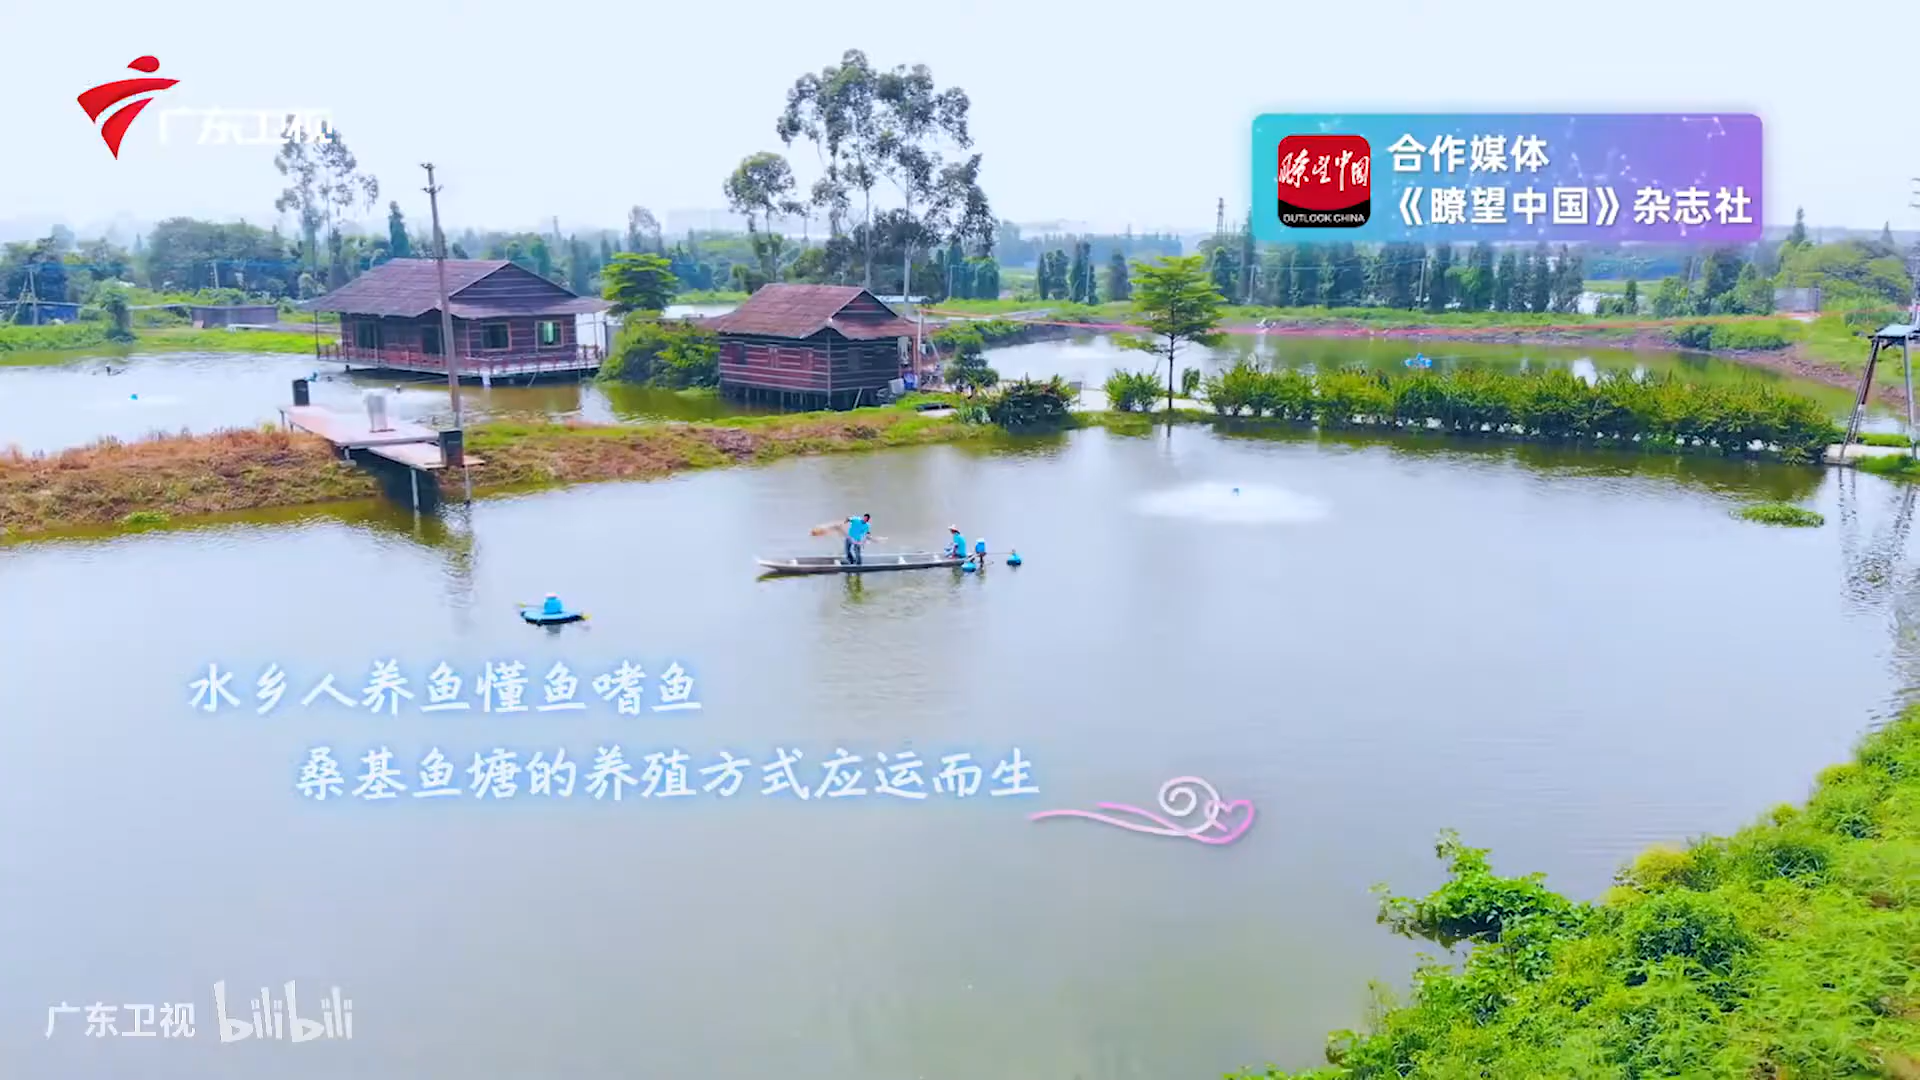 广东卫视
合作媒体
瞭望中国
《瞭望中国》杂志社
OUTLOOK CHINA
水乡人养鱼懂鱼嗜鱼
桑基鱼塘的养殖方式应运而生
广东卫视 bilibili